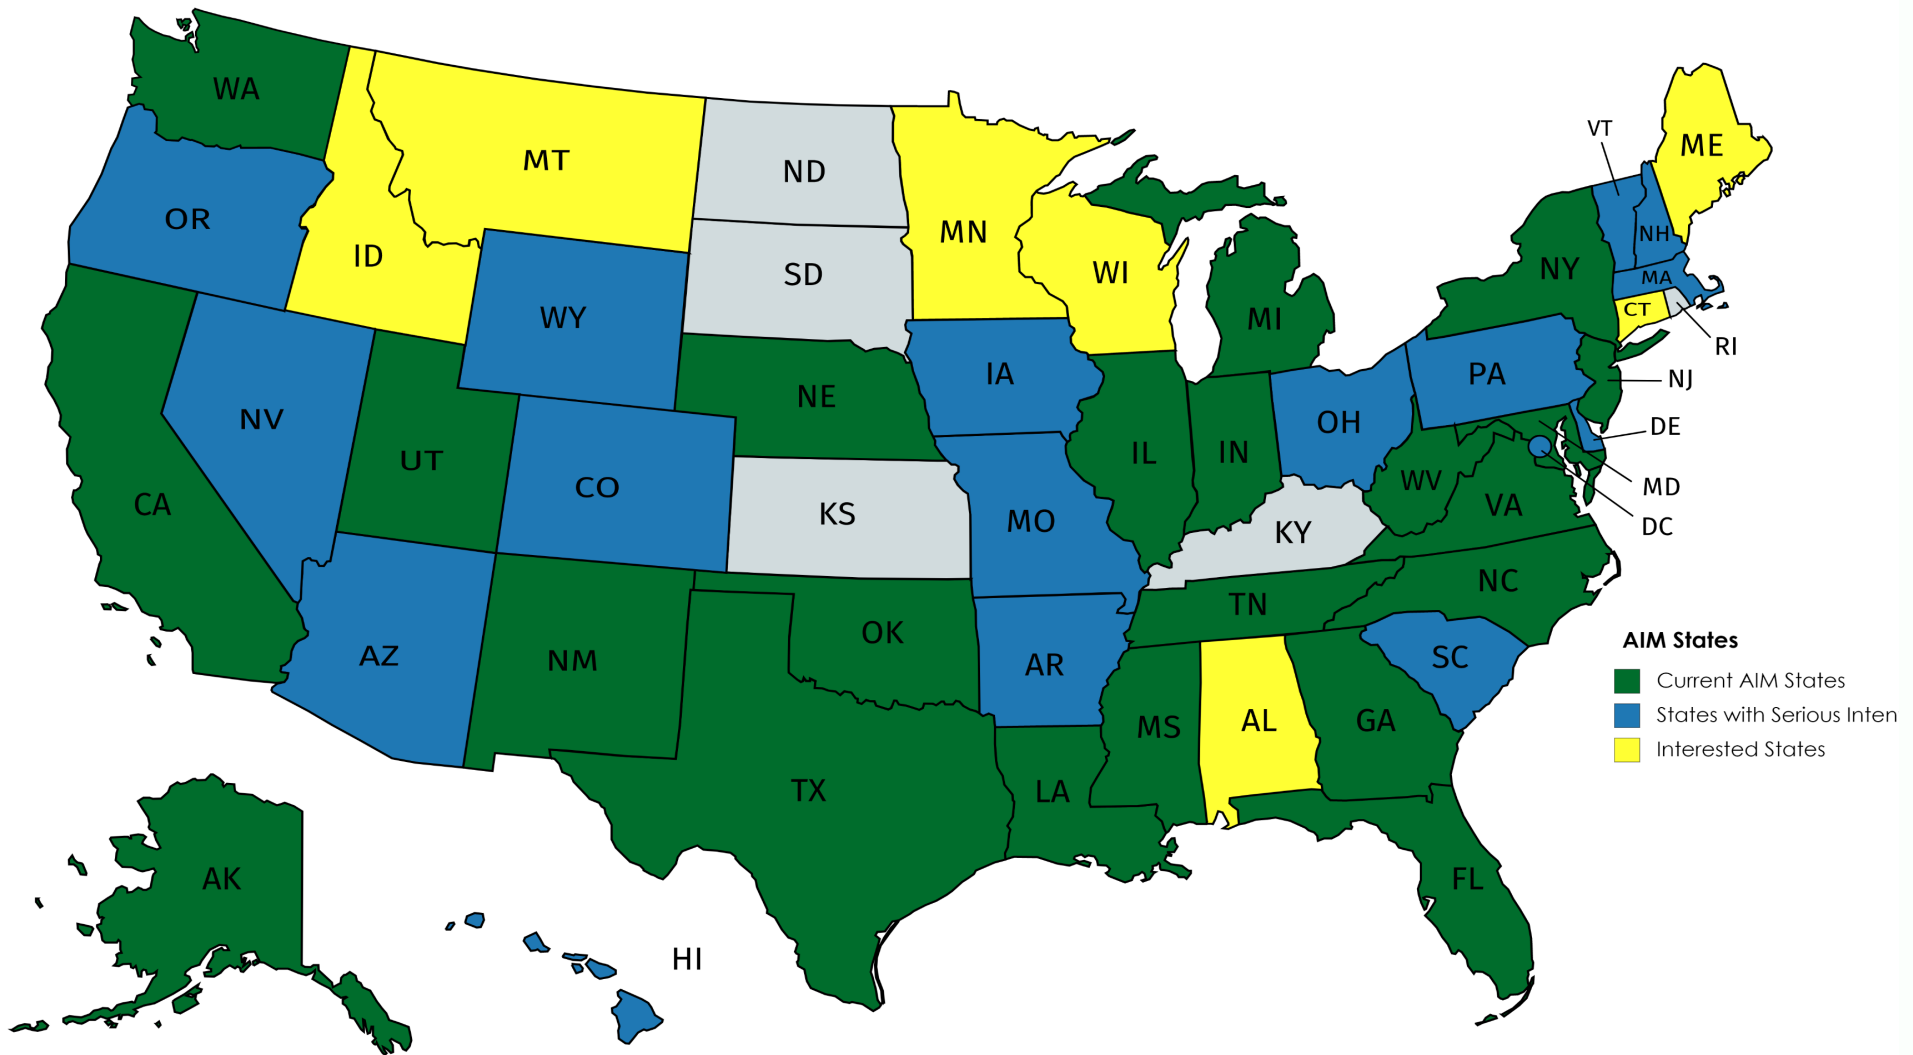 WA
MT
ND
MN
ME
VT
OR
ID
SD
WI
NH
NY
MA
CT
RI
WY
MI
IA
NE
PA
NJ
NV
OH
DE
UT
IL
IN
WV
MD
CA
CO
KS
MO
VA
DC
KY
NC
TN
AZ
NM
OK
AR
SC
MS
AL
GA
TX
LA
AK
FL
HI
AIM States
Current AIM States
States with Serious Inten
Interested States